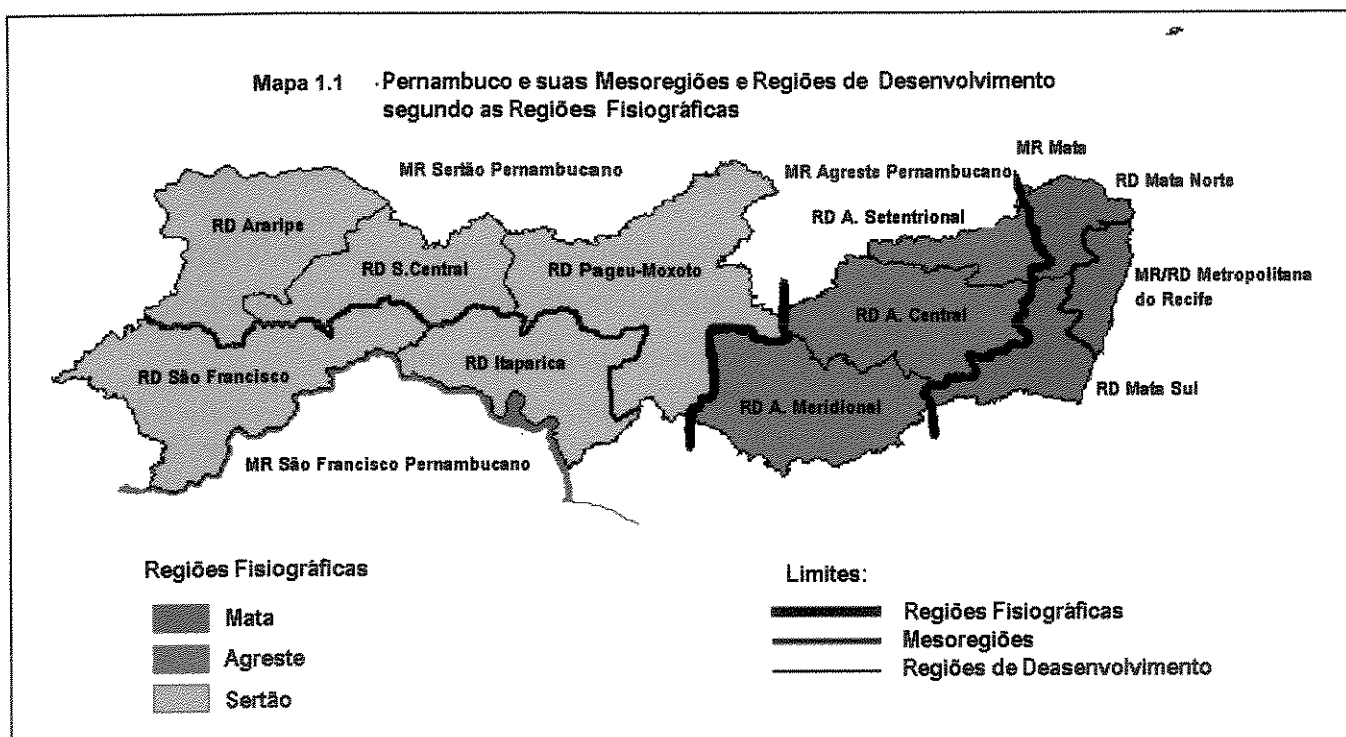 Mapa 1.1 Pernambuco e suas Mesoregiões e Regiões de Desenvolvimento
segundo as Regiões Fisiográficas
MR Sertão Pernambucano
MR Agreste Pernambucano
MR Mata
RD Mata Norte
RD Araripe
RD A. Setentrional
RD S.Central
RD Pageu-Moxoto
MR/RD Metropolitana
do Recife
RD A. Central
RD São Francisco
RD Itaparica
RD A. Meridional
RD Mata Sul
MR São Francisco Pernambucano
Regiões Fisiográficas
Mata
Agreste
Sertão
Limites:
Regiões Fisiográficas
Mesoregiões
Regiões de Deasenvolvimento